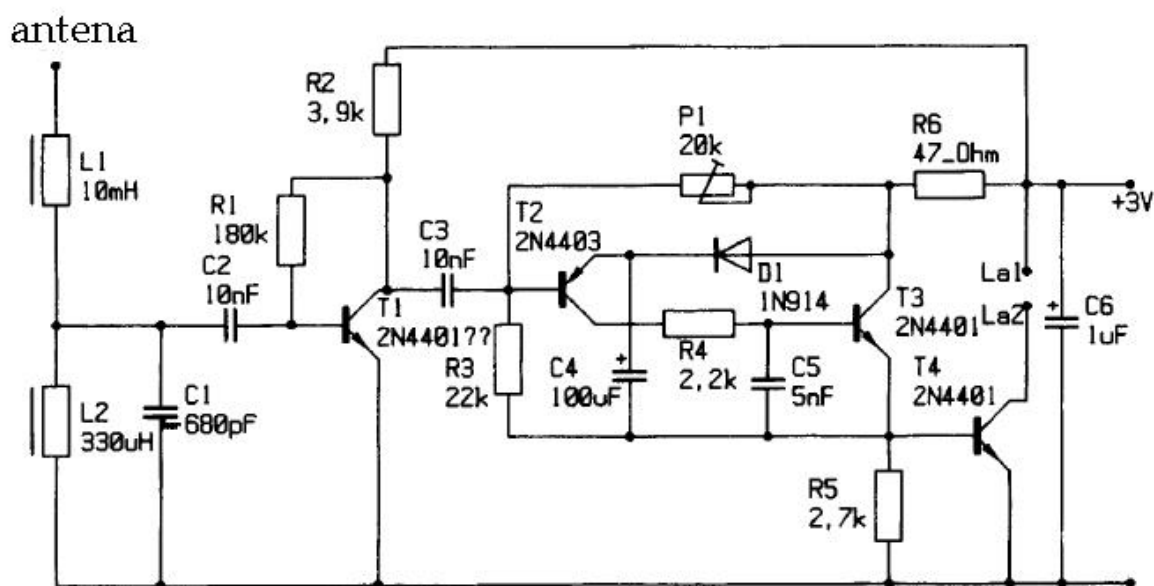 antena
R2
3,9k
P1
20k
R6
47_Ohm
L1
10mH
R1
180k
T2
2N4403
+3V
C3
10nF
C2
10nF
D1
1N914
La1
T1
2N4401??
T3
2N4401
La2
+
C6
1uF
R3
22k
C4
100uF
+
R4
2,2k
C5
5nF
T4
2N4401
L2
330uH
C1
680pF
R5
2,7k